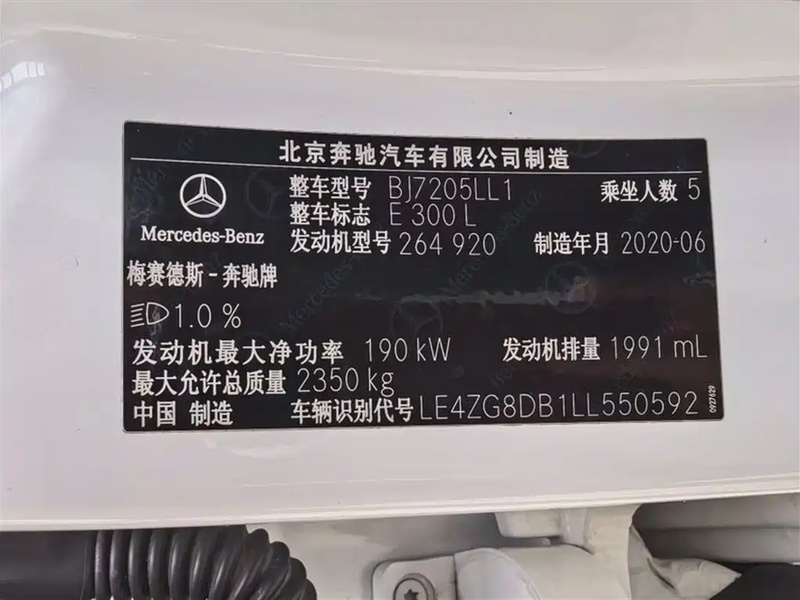 北京奔驰汽车有限公司制造
整车型号 BJ7205LL1 乘坐人数 5
整车标志 E 300 L
Mercedes-Benz 发动机型号 264 920 制造年月 2020-06
梅赛德斯-奔驰牌
1.0 %
发动机最大净功率 190 kW 发动机排量 1991 mL
最大允许总质量 2350 kg
中国 制造 车辆识别代号 LE4ZG8DB1LL550592
0927629